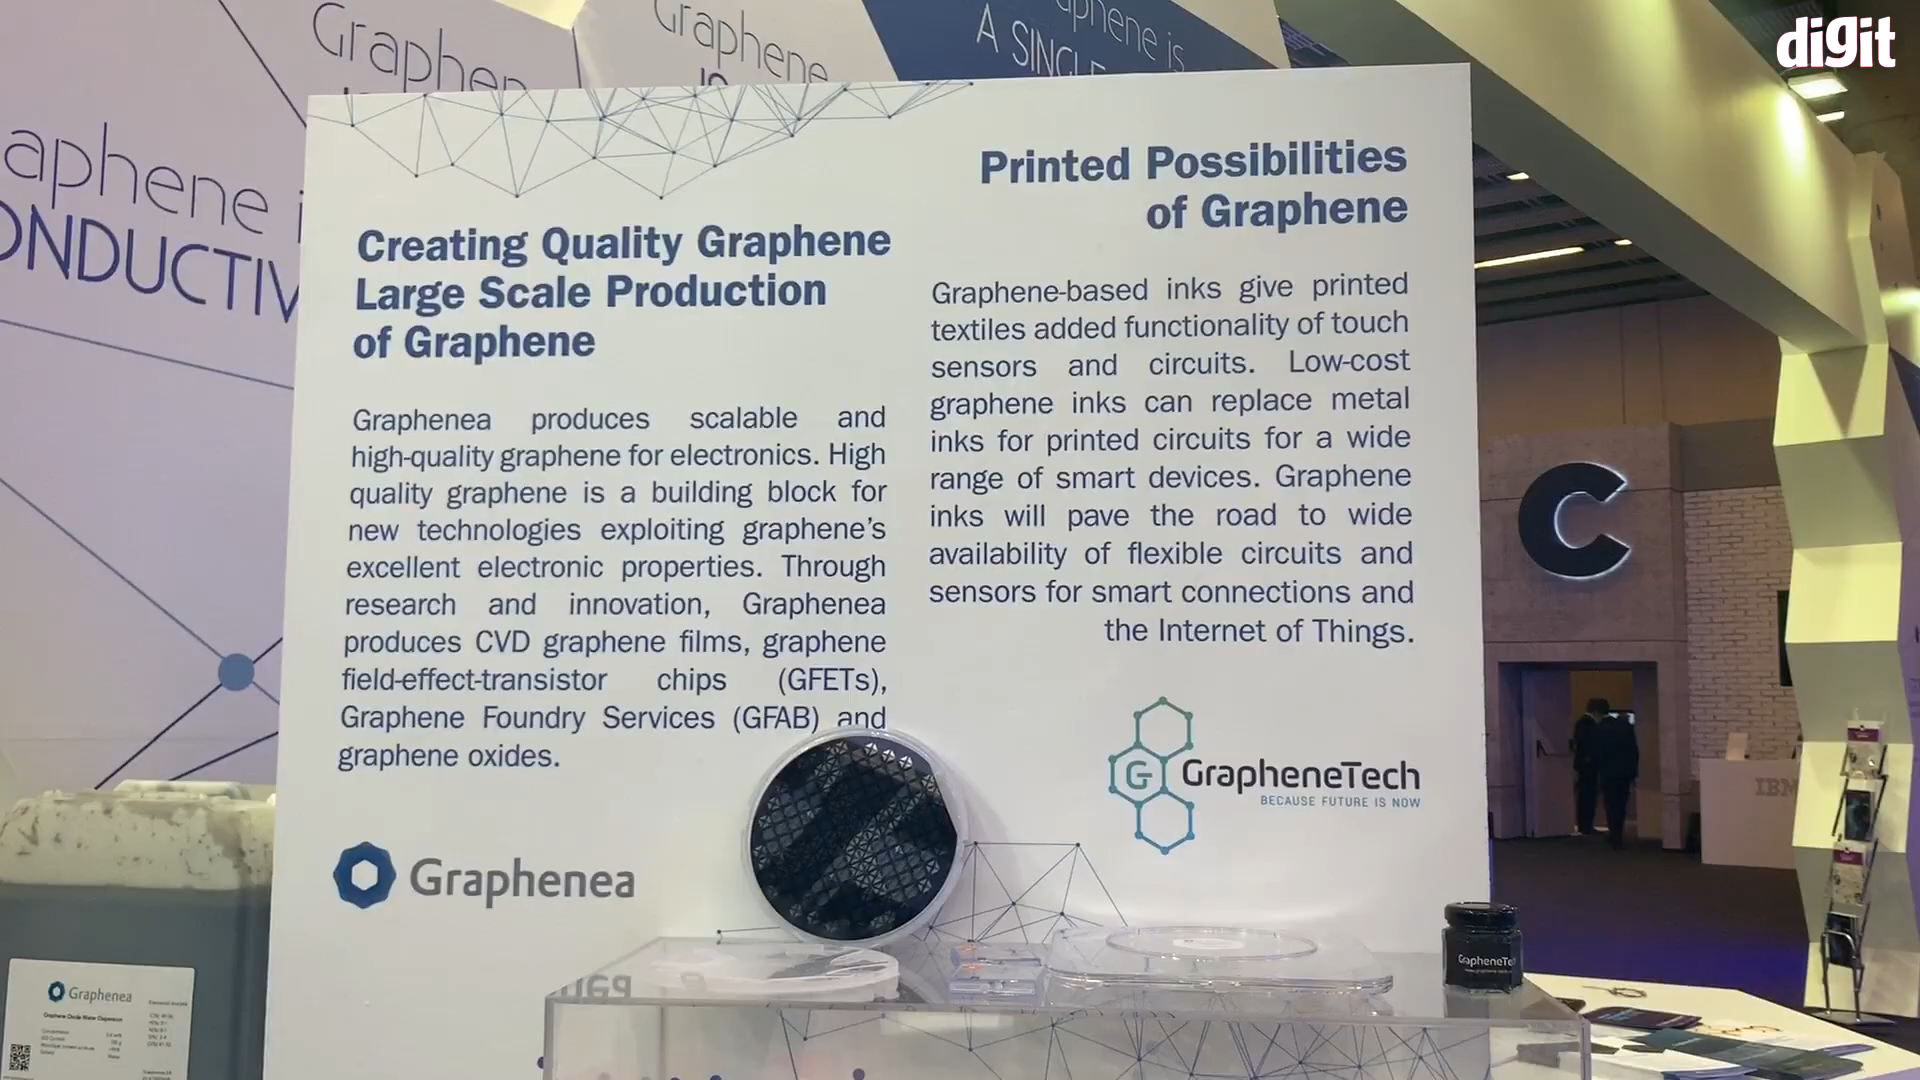 digit
Graphen
Graphene
is
aphene is
A SINGLE
aphene i
ONDUCTIV
Creating Quality Graphene
Large Scale Production
of Graphene
Graphenea produces scalable and
high-quality graphene for electronics. High
quality graphene is a building block for
new technologies exploiting graphene's
excellent electronic properties. Through
research and innovation, Graphenea
produces CVD graphene films, graphene
field-effect-transistor chips (GFETs),
Graphene Foundry Services (GFAB) and
graphene oxides.
Graphenea
Printed Possibilities
of Graphene
Graphene-based inks give printed
textiles added functionality of touch
sensors and circuits. Low-cost
graphene inks can replace metal
inks for printed circuits for a wide
range of smart devices. Graphene
inks will pave the road to wide
availability of flexible circuits and
sensors for smart connections and
the Internet of Things.
G
GrapheneTech
BECAUSE FUTURE IS NOW
C
IBM
GrapheneTe
Graphenea
Graphene Oxide Water Dispersion